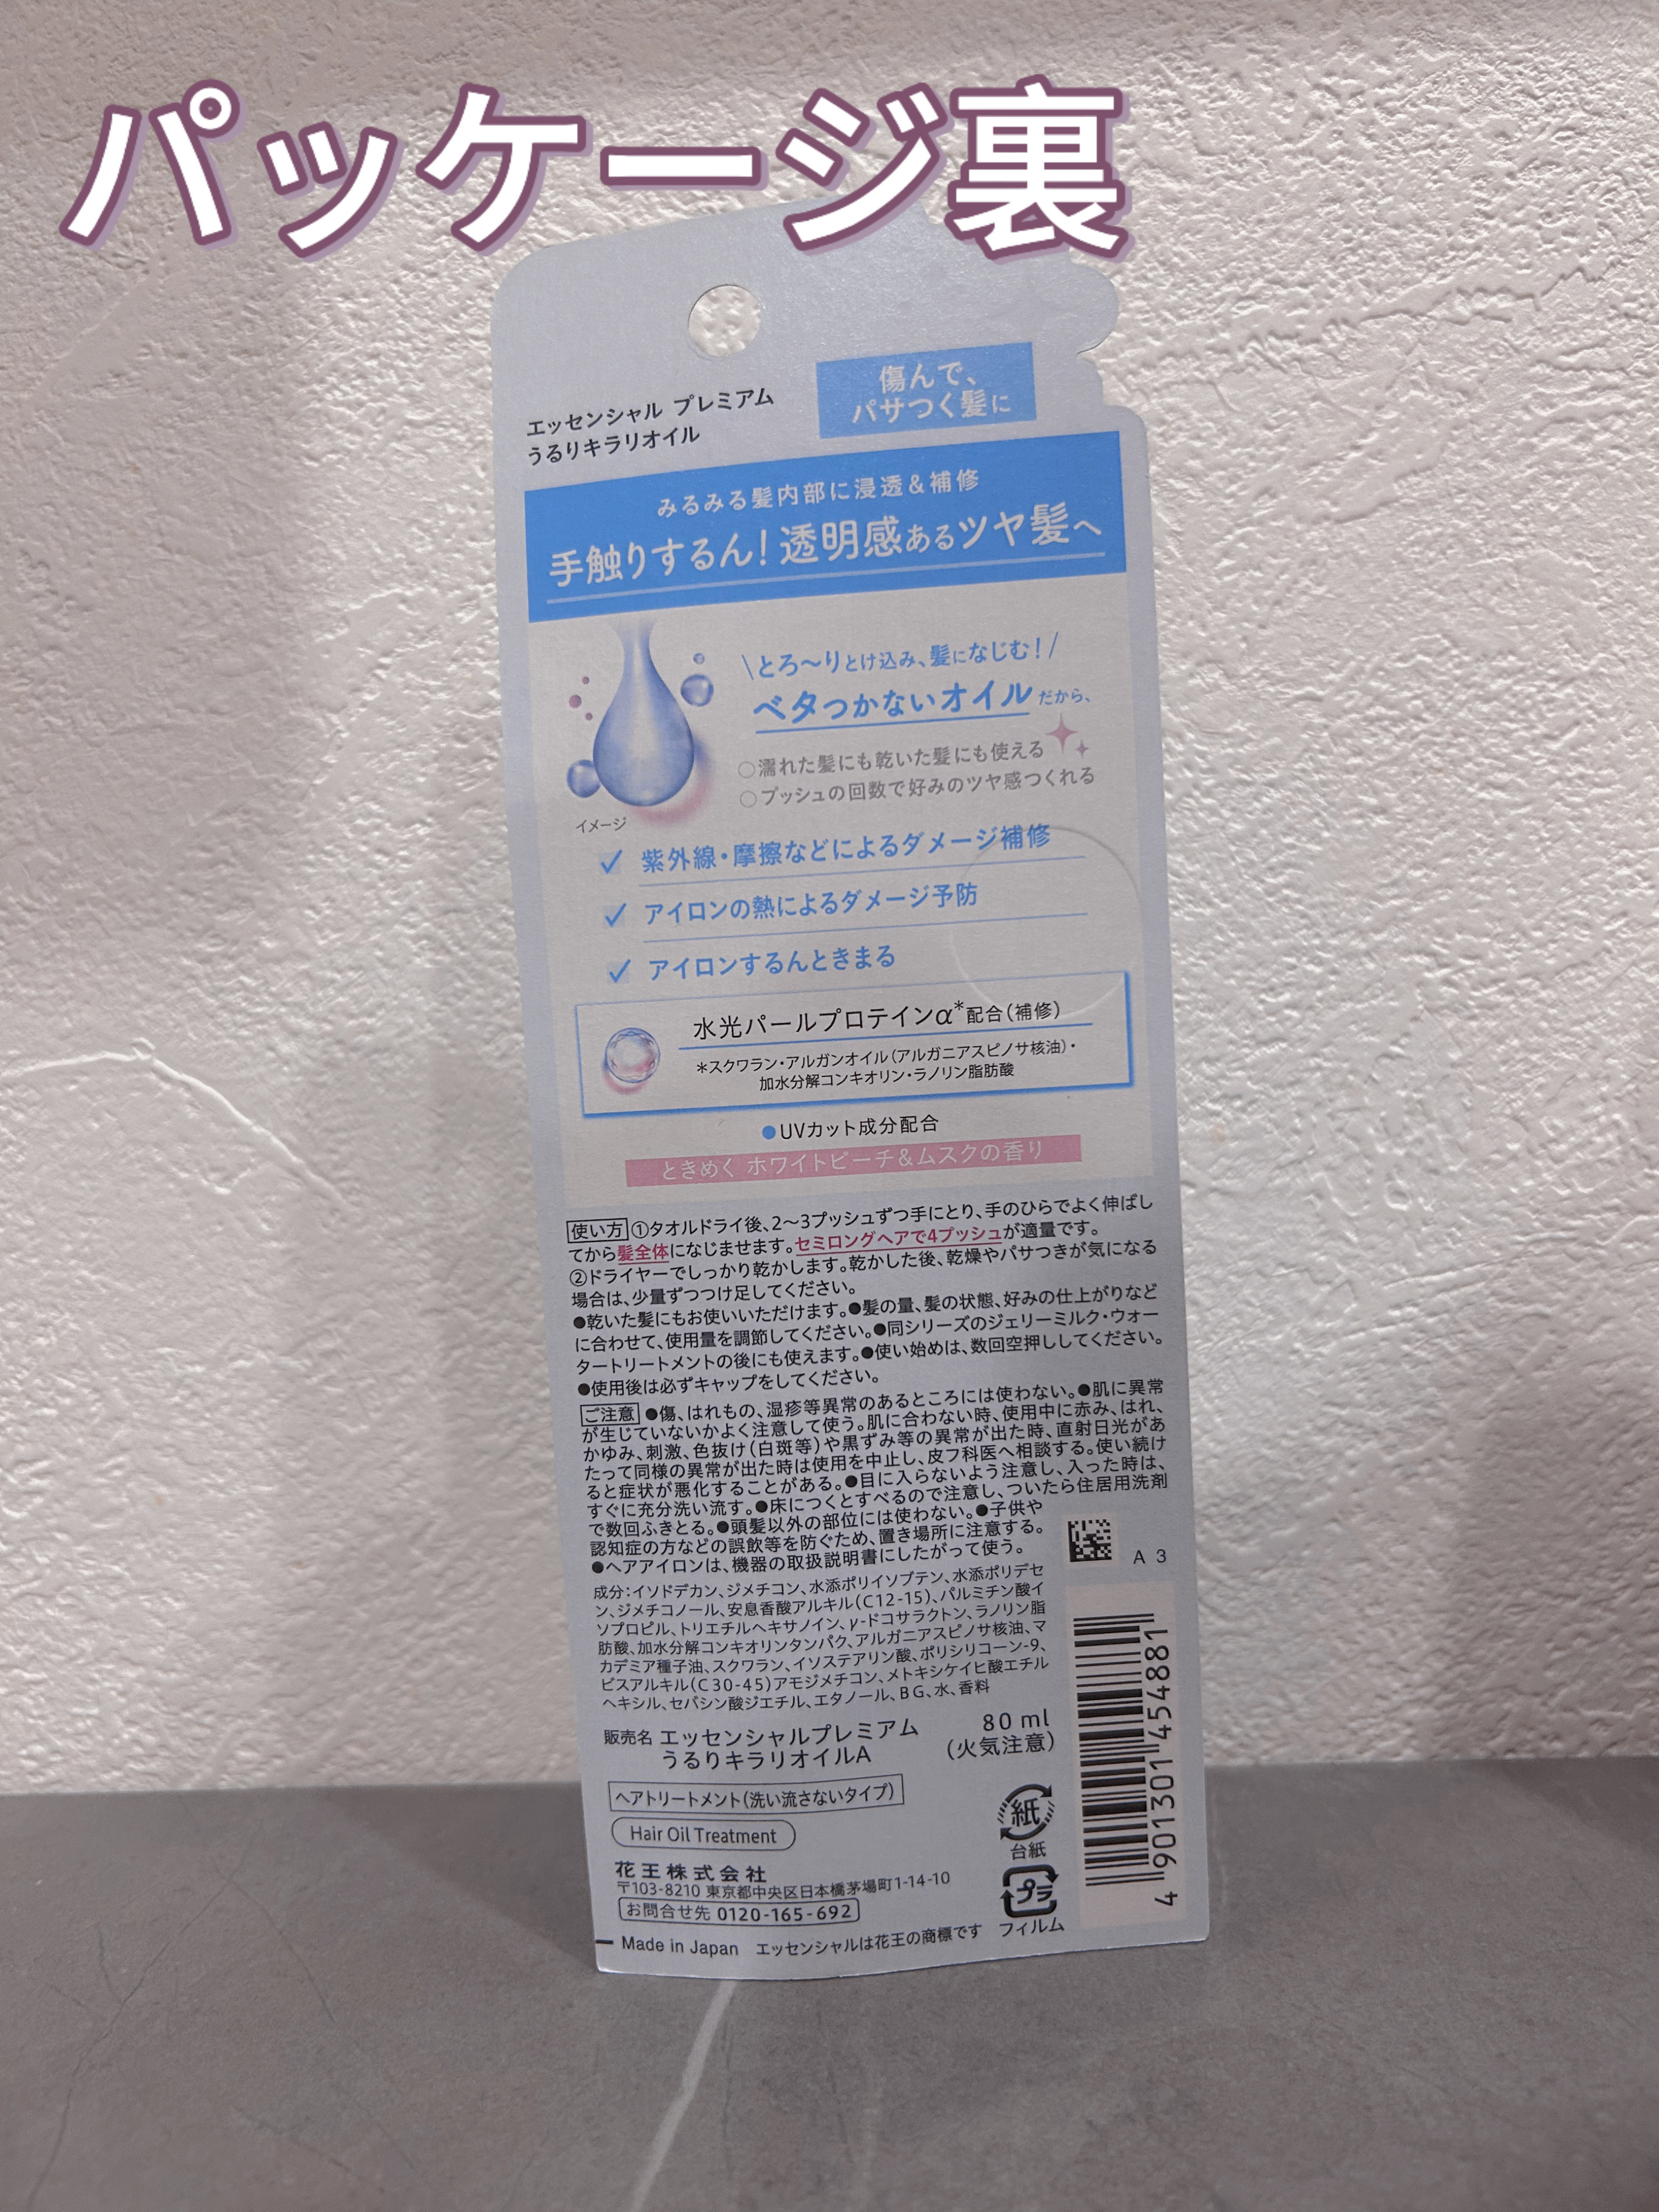 パッケージ裏
エッセンシャル プレミアム
うるりキラリオイル
傷んで、
パサつく髪に
みるみる髪内部に浸透&補修
手触りするん!透明感あるツヤ髪へ
\とろ〜りとけ込み、髪になじむ!/
ベタつかないオイルだから、
○濡れた髪にも乾いた髪にも使える
○プッシュの回数で好みのツヤ感つくれる
イメージ
✓ 紫外線・摩擦などによるダメージ補修
✓ アイロンの熱によるダメージ予防
✓ アイロンするんときまる
水光パールプロテインα*配合(補修)
*スクワラン・アルガンオイル(アルガニアスピノサ核油)・
加水分解コンキオリン・ラノリン脂肪酸
●UVカット成分配合
ときめく ホワイトピーチ&ムスクの香り
使い方 ①タオルドライ後、2〜3プッシュずつ手にとり、手のひらでよく伸ばし
てから髪全体になじませます。セミロングヘアで4プッシュが適量です。
②ドライヤーでしっかり乾かします。乾かした後、乾燥やパサつきが気になる
場合は、少量ずつつけ足してください。
●乾いた髪にもお使いいただけます。●髪の量、髪の状態、好みの仕上がりなど
に合わせて、使用量を調節してください。●同シリーズのジェリーミルク・ウォー
タートリートメントの後にも使えます。●使い始めは、数回空押ししてください。
●使用後は必ずキャップをしてください。
ご注意 ●傷、はれもの、湿疹等異常のあるところには使わない。●肌に異常
が生じていないかよく注意して使う。肌に合わない時、使用中に赤み、はれ、
かゆみ、刺激、色抜け(白斑等)や黒ずみ等の異常が出た時、直射日光があ
たって同様の異常が出た時は使用を中止し、皮フ科医へ相談する。使い続け
ると症状が悪化することがある。●目に入らないよう注意し、入った時は、
すぐに充分洗い流す。●床につくとすべるので注意し、ついたら住居用洗剤
で数回ふきとる。●頭髪以外の部位には使わない。●子供や
認知症の方などの誤飲等を防ぐため、置き場所に注意する。
●ヘアアイロンは、機器の取扱説明書にしたがって使う。
成分:イソドデカン、ジメチコン、水添ポリイソブテン、水添ポリデセ
ン、ジメチコノール、安息香酸アルキル(C12-15)、パルミチン酸イ
ソプロピル、トリエチルヘキサノイン、γ-ドコサラクトン、ラノリン脂
肪酸、加水分解コンキオリンタンパク、アルガニアスピノサ核油、マ
カデミア種子油、スクワラン、イソステアリン酸、ポリシリコーン-9、
ビスアルキル(C30-45)アモジメチコン、メトキシケイヒ酸エチル
ヘキシル、セバシン酸ジエチル、エタノール、BG、水、香料
A 3
販売名 エッセンシャルプレミアム
うるりキラリオイルA
80 ml
(火気注意)
ヘアトリートメント(洗い流さないタイプ)
Hair Oil Treatment
花王株式会社
〒103-8210 東京都中央区日本橋茅場町1-14-10
お問合せ先 0120-165-692
Made in Japan エッセンシャルは花王の商標です
紙
台紙
プラ
フィルム
4 901301 454881